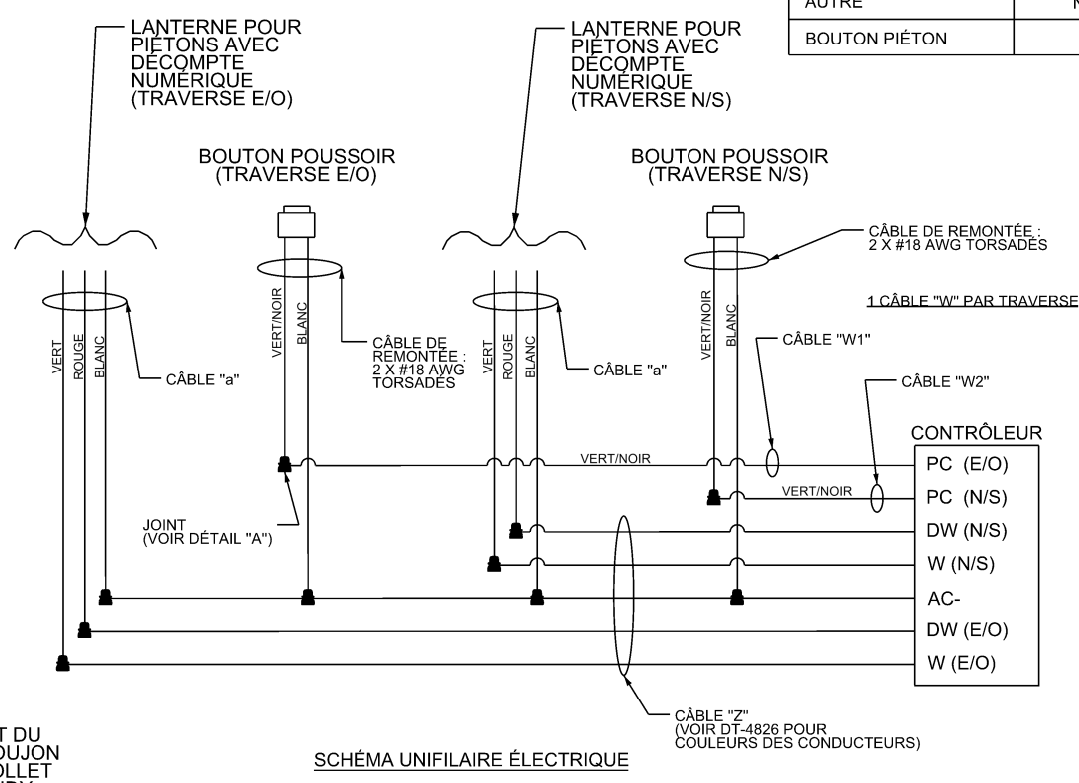 AUTRE
BOUTON PIÉTON
LANTERNE POUR
PIÉTONS AVEC
DÉCOMPTE
NUMÉRIQUE
(TRAVERSE E/O)
LANTERNE POUR
PIÉTONS AVEC
DÉCOMPTE
NUMÉRIQUE
(TRAVERSE N/S)
BOUTON POUSSOIR
(TRAVERSE E/O)
BOUTON POUSSOIR
(TRAVERSE N/S)
CÂBLE DE REMONTÉE :
2 X #18 AWG TORSADÉS
1 CÂBLE "W" PAR TRAVERSE
VERT
ROUGE
BLANC
CÂBLE "a"
VERT/NOIR
BLANC
CÂBLE DE
REMONTÉE :
2 X #18 AWG
TORSADÉS
VERT
ROUGE
BLANC
CÂBLE "a"
VERT/NOIR
BLANC
CÂBLE "W1"
CÂBLE "W2"
CONTRÔLEUR
VERT/NOIR
PC (E/O)
VERT/NOIR
PC (N/S)
DW (N/S)
W (N/S)
AC-
DW (E/O)
W (E/O)
JOINT
(VOIR DÉTAIL "A")
CÂBLE "Z"
(VOIR DT-4826 POUR
COULEURS DES CONDUCTEURS)
SCHÉMA UNIFILAIRE ÉLECTRIQUE
T DU
OUJON
OLLET